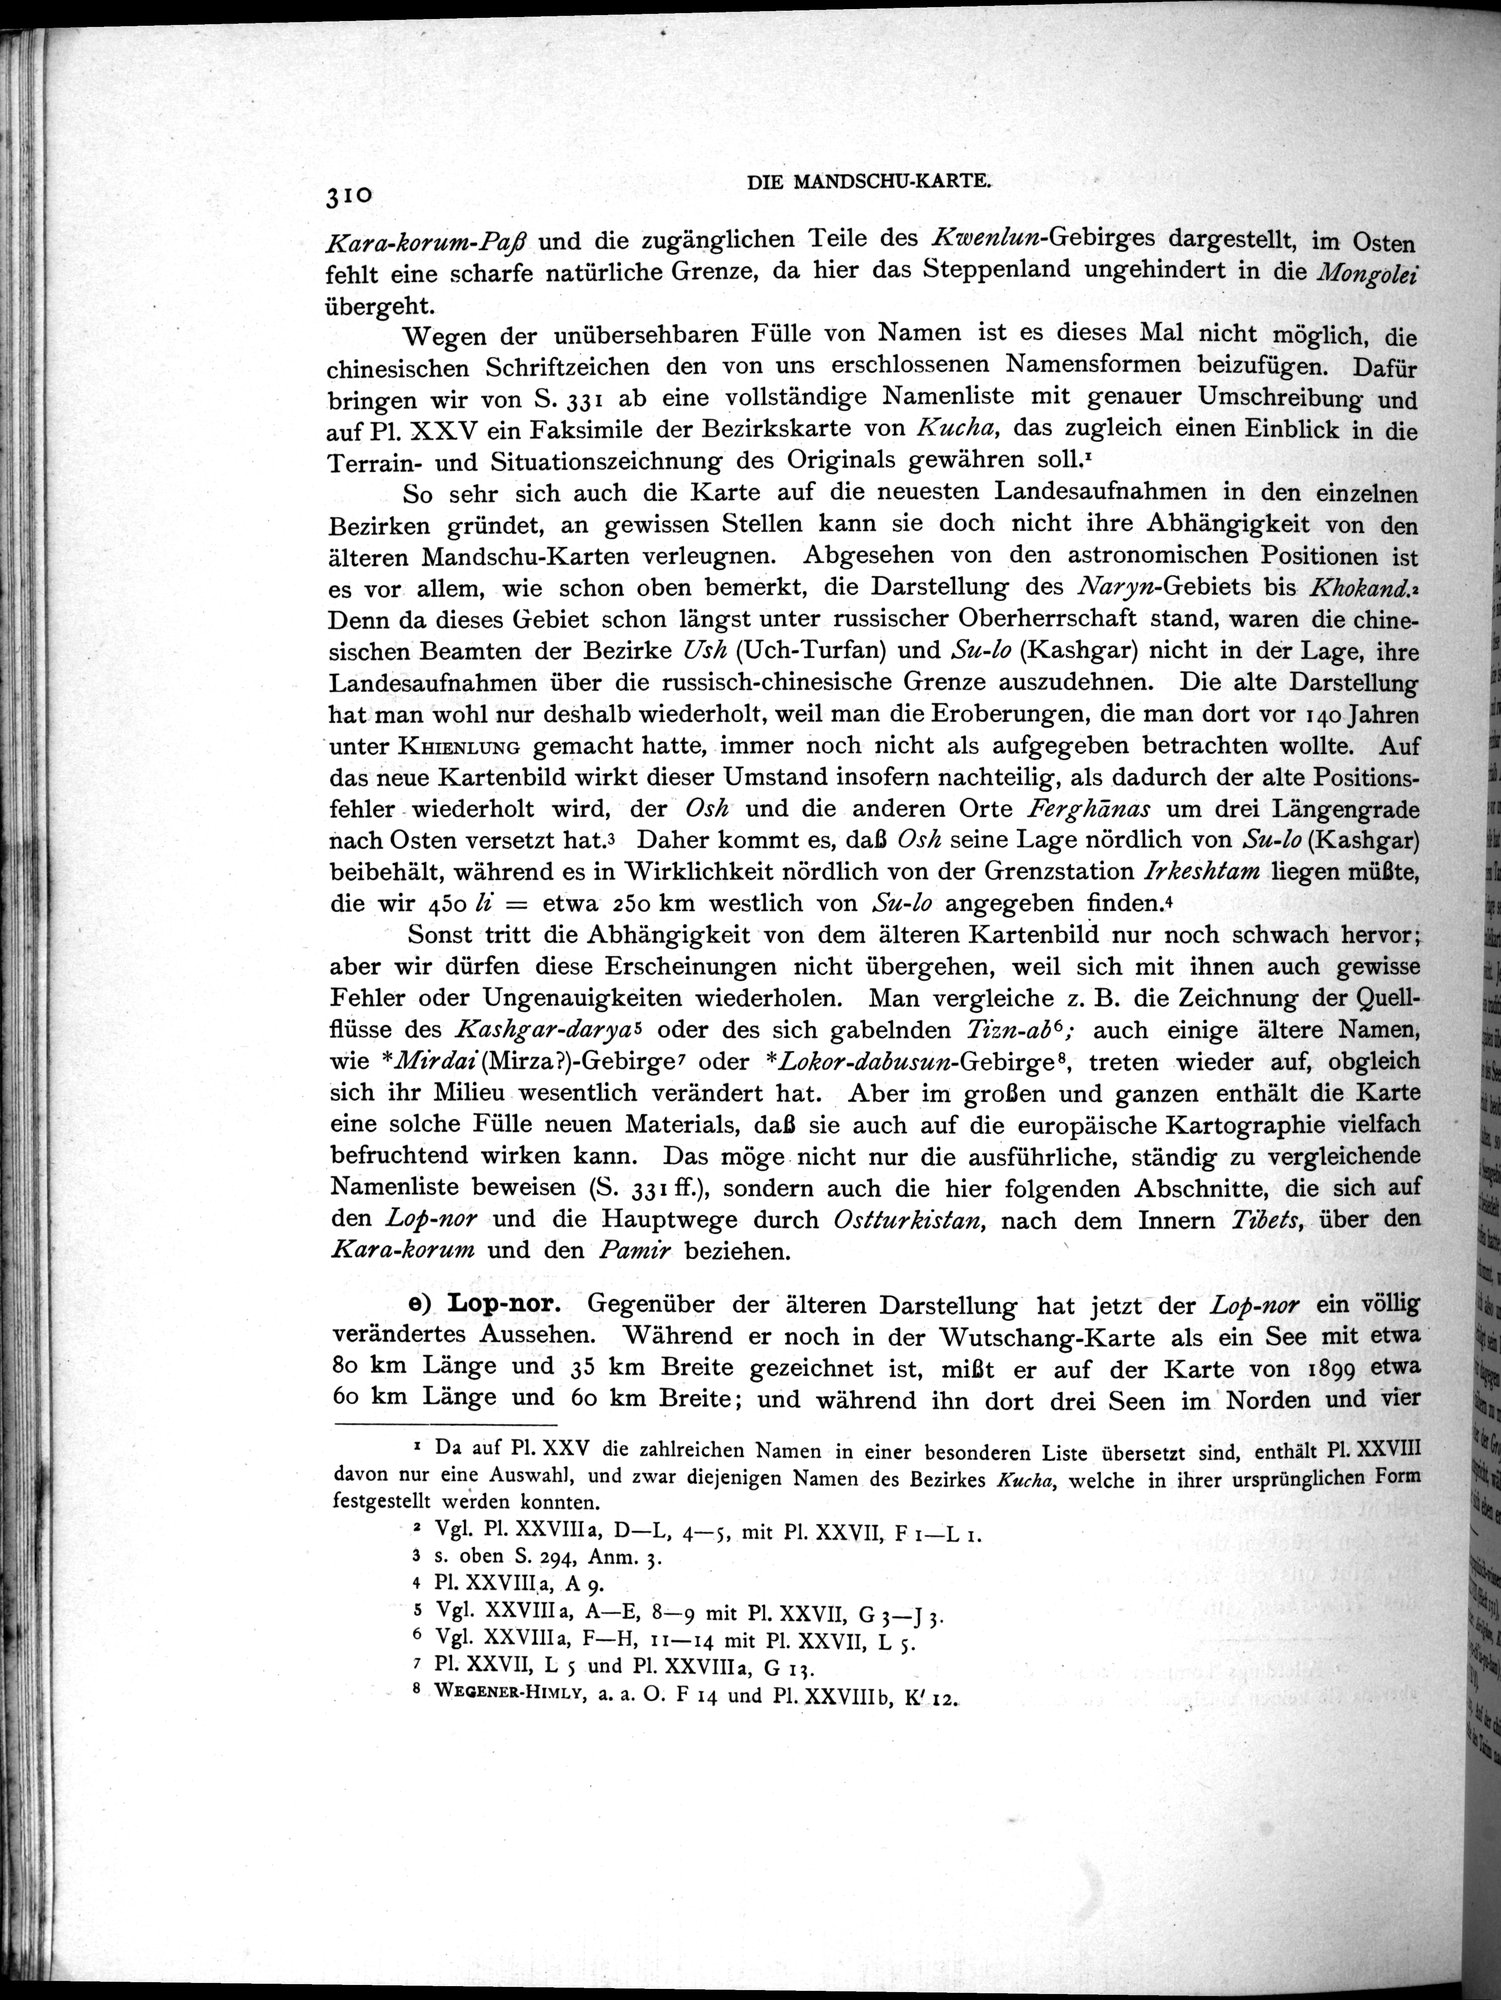 310
DIE MANDSCHU-KARTE.
Kara-korum-Paß und die zugänglichen Teile des Kwenlun-Gebirges dargestellt, im Osten
fehlt eine scharfe natürliche Grenze, da hier das Steppenland ungehindert in die Mongolei
übergeht.
Wegen der unübersehbaren Fülle von Namen ist es dieses Mal nicht möglich, die
chinesischen Schriftzeichen den von uns erschlossenen Namensformen beizufügen. Dafür
bringen wir von S. 331 ab eine vollständige Namenliste mit genauer Umschreibung und
auf Pl. XXV ein Faksimile der Bezirkskarte von Kucha, das zugleich einen Einblick in die
Terrain- und Situationszeichnung des Originals gewähren soll.¹
So sehr sich auch die Karte auf die neuesten Landesaufnahmen in den einzelnen
Bezirken gründet, an gewissen Stellen kann sie doch nicht ihre Abhängigkeit von den
älteren Mandschu-Karten verleugnen. Abgesehen von den astronomischen Positionen ist
es vor allem, wie schon oben bemerkt, die Darstellung des Naryn-Gebiets bis Khokand.²
Denn da dieses Gebiet schon längst unter russischer Oberherrschaft stand, waren die chine-
sischen Beamten der Bezirke Ush (Uch-Turfan) und Su-lo (Kashgar) nicht in der Lage, ihre
Landesaufnahmen über die russisch-chinesische Grenze auszudehnen. Die alte Darstellung
hat man wohl nur deshalb wiederholt, weil man die Eroberungen, die man dort vor 140 Jahren
unter KHIENLUNG gemacht hatte, immer noch nicht als aufgegeben betrachten wollte. Auf
das neue Kartenbild wirkt dieser Umstand insofern nachteilig, als dadurch der alte Positions-
fehler wiederholt wird, der Osh und die anderen Orte Ferghānas um drei Längengrade
nach Osten versetzt hat.³ Daher kommt es, daß Osh seine Lage nördlich von Su-lo (Kashgar)
beibehält, während es in Wirklichkeit nördlich von der Grenzstation Irkeshtam liegen müßte,
die wir 450 li = etwa 250 km westlich von Su-lo angegeben finden.⁴
Sonst tritt die Abhängigkeit von dem älteren Kartenbild nur noch schwach hervor;
aber wir dürfen diese Erscheinungen nicht übergehen, weil sich mit ihnen auch gewisse
Fehler oder Ungenauigkeiten wiederholen. Man vergleiche z. B. die Zeichnung der Quell-
flüsse des Kashgar-darya⁵ oder des sich gabelnden Tizn-ab⁶; auch einige ältere Namen,
wie *Mirdai (Mirza?)-Gebirge⁷ oder *Lokor-dabusun-Gebirge⁸, treten wieder auf, obgleich
sich ihr Milieu wesentlich verändert hat. Aber im großen und ganzen enthält die Karte
eine solche Fülle neuen Materials, daß sie auch auf die europäische Kartographie vielfach
befruchtend wirken kann. Das möge nicht nur die ausführliche, ständig zu vergleichende
Namenliste beweisen (S. 331 ff.), sondern auch die hier folgenden Abschnitte, die sich auf
den Lop-nor und die Hauptwege durch Ostturkistan, nach dem Innern Tibets, über den
Kara-korum und den Pamir beziehen.
e) Lop-nor. Gegenüber der älteren Darstellung hat jetzt der Lop-nor ein völlig
verändertes Aussehen. Während er noch in der Wutschang-Karte als ein See mit etwa
80 km Länge und 35 km Breite gezeichnet ist, mißt er auf der Karte von 1899 etwa
60 km Länge und 60 km Breite; und während ihn dort drei Seen im Norden und vier
¹ Da auf Pl. XXV die zahlreichen Namen in einer besonderen Liste übersetzt sind, enthält Pl. XXVIII
davon nur eine Auswahl, und zwar diejenigen Namen des Bezirkes Kucha, welche in ihrer ursprünglichen Form
festgestellt werden konnten.
² Vgl. Pl. XXVIIIa, D—L, 4—5, mit Pl. XXVII, F 1—L 1.
³ s. oben S. 294, Anm. 3.
⁴ Pl. XXVIIIa, A 9.
⁵ Vgl. XXVIIIa, A—E, 8—9 mit Pl. XXVII, G 3—J 3.
⁶ Vgl. XXVIIIa, F—H, 11—14 mit Pl. XXVII, L 5.
⁷ Pl. XXVII, L 5 und Pl. XXVIIIa, G 13.
⁸ WEGENER-HIMLY, a. a. O. F 14 und Pl. XXVIIIb, K' 12.